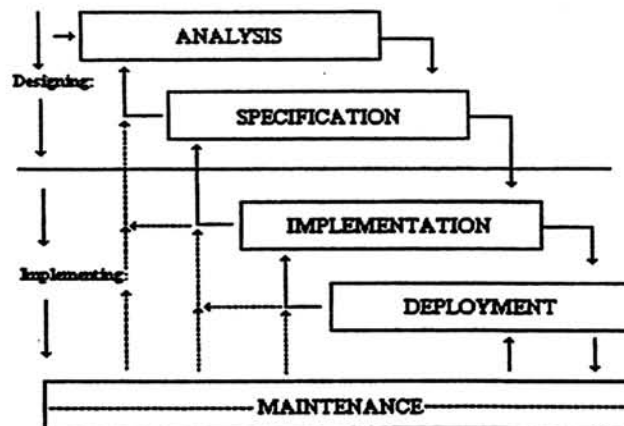 ANALYSIS
Designing:
SPECIFICATION
IMPLEMENTATION
Implementing:
DEPLOYMENT
MAINTENANCE